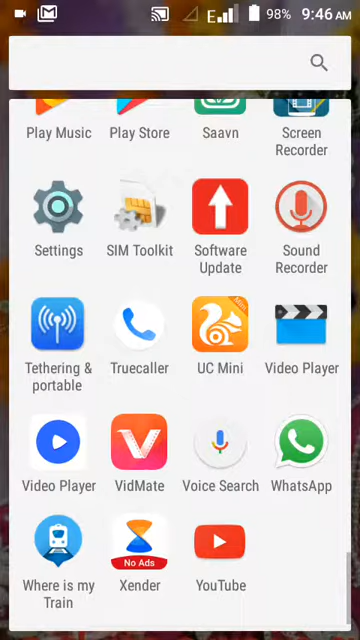 E 98% 9:46 AM
Play Music Play Store Saavn Screen Recorder
Settings SIM Toolkit Software Update Sound Recorder
Tethering & portable Truecaller UC Mini Video Player
Video Player VidMate Voice Search WhatsApp
No Ads
Where is my Train Xender YouTube